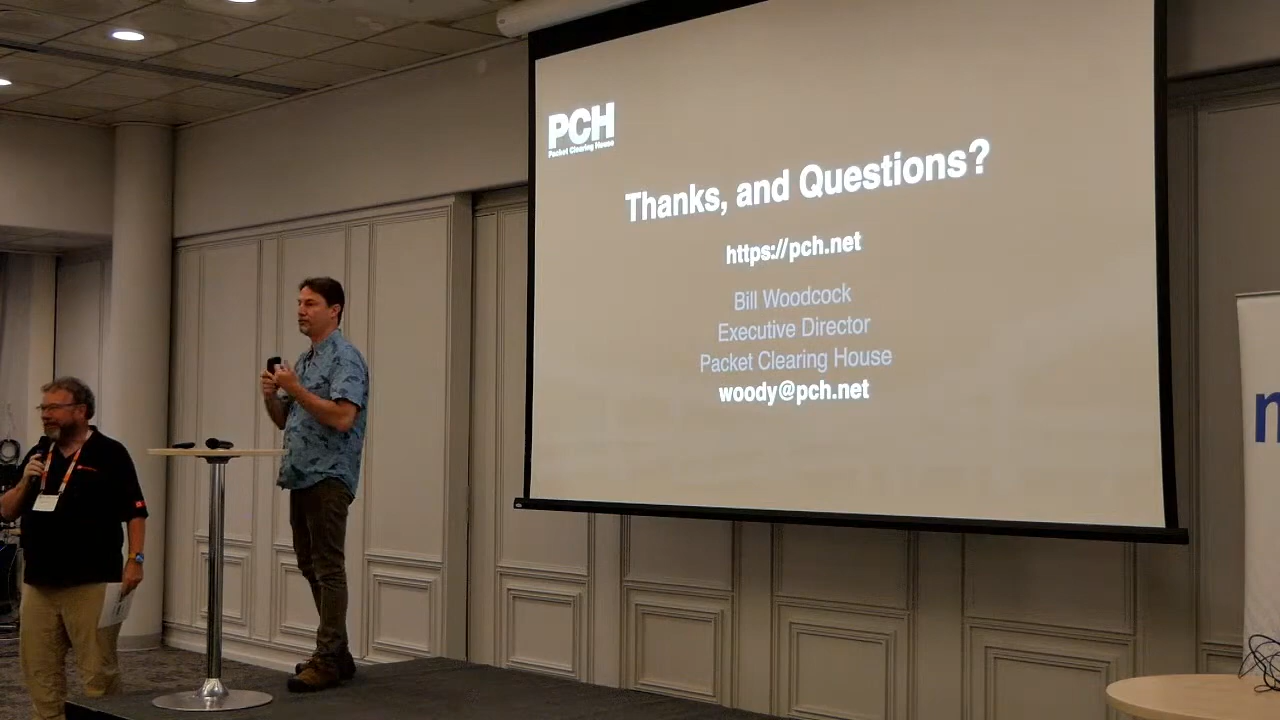 PCH
Packet Clearing House
Thanks, and Questions?
https://pch.net
Bill Woodcock
Executive Director
Packet Clearing House
woody@pch.net
n